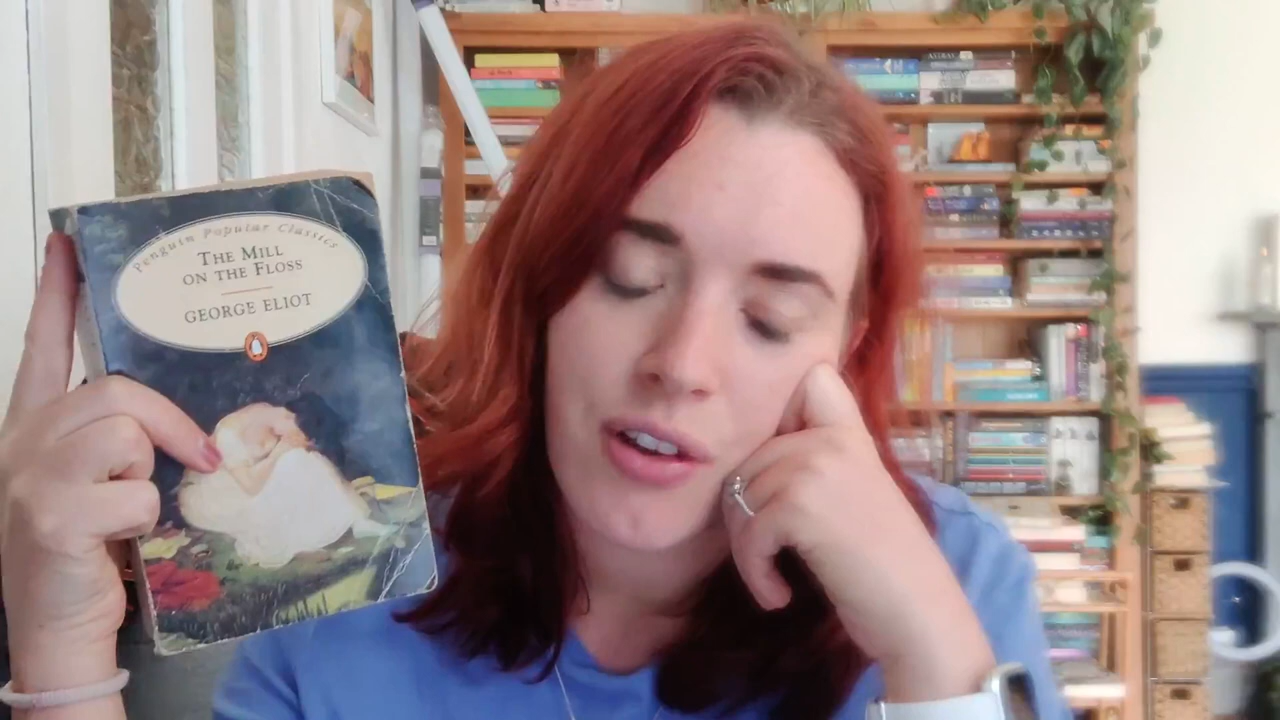 Penguin Popular Classics
THE MILL
ON THE FLOSS
GEORGE ELIOT